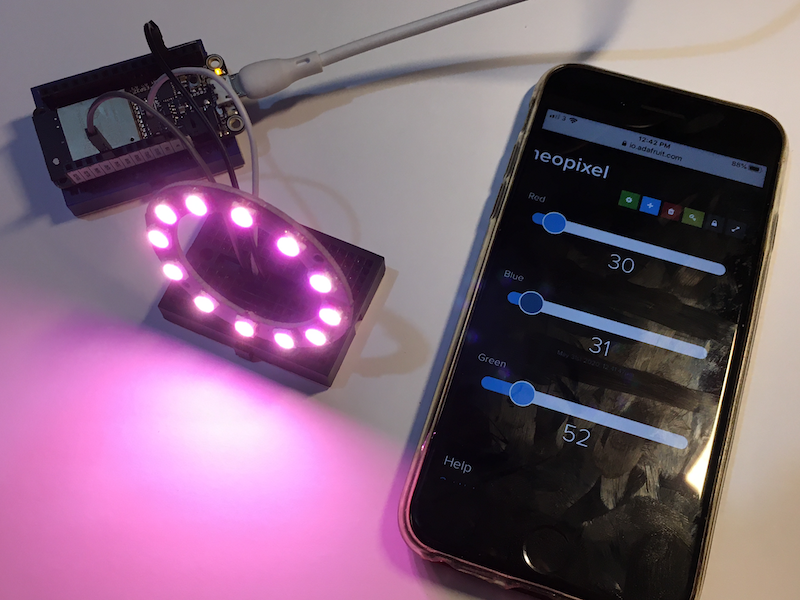 12:42 PM
88%
io.adafruit.com
neopixel
Red
30
Blue
31
Green
52
Help